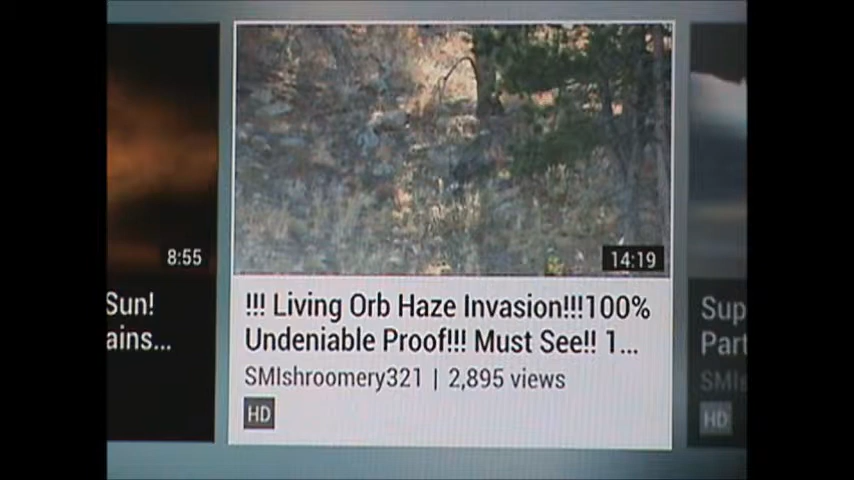 8:55
Sun!
ains...
14:19
!!! Living Orb Haze Invasion!!!100%
Undeniable Proof!!! Must See!! 1...
SMIshroomery321 | 2,895 views
HD
Sup
Part
SMIs
HD